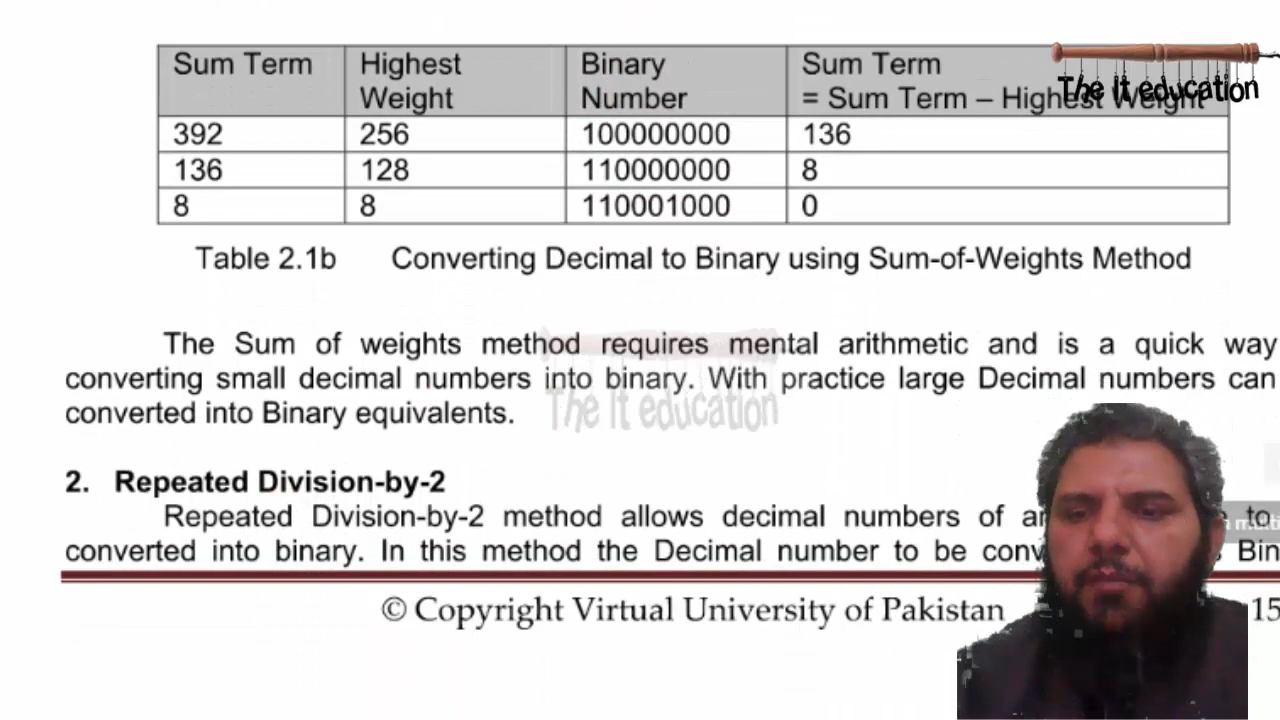 Sum Term Highest Weight Binary Number Sum Term = Sum Term – Highest Weight
392 256 100000000 136
136 128 110000000 8
8 8 110001000 0
Table 2.1b Converting Decimal to Binary using Sum-of-Weights Method
The Sum of weights method requires mental arithmetic and is a quick way
converting small decimal numbers into binary. With practice large Decimal numbers can
converted into Binary equivalents.
2. Repeated Division-by-2
Repeated Division-by-2 method allows decimal numbers of to
converted into binary. In this method the Decimal number to be
© Copyright Virtual University of Pakistan 15
The It education
The It education